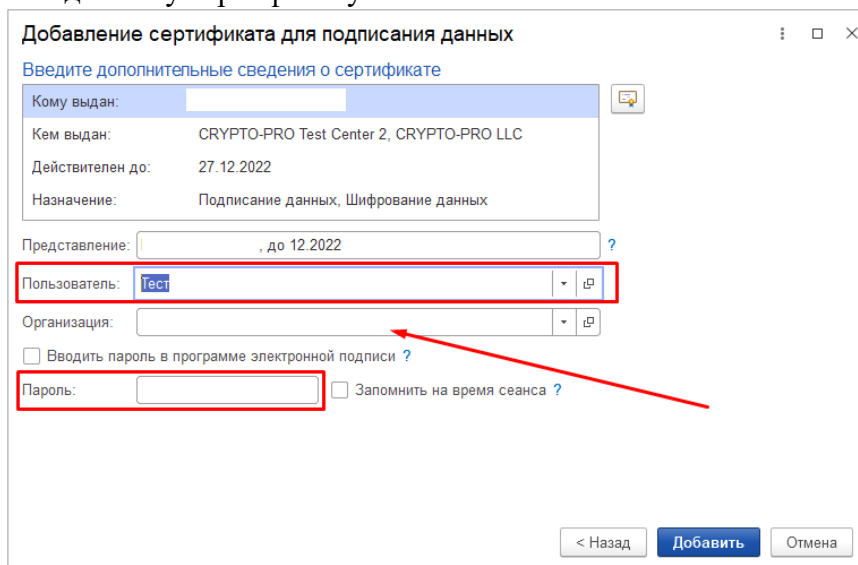 Добавление сертификата для подписания данных
Введите дополнительные сведения о сертификате
Кому выдан:
Кем выдан: CRYPTO-PRO Test Center 2, CRYPTO-PRO LLC
Действителен до: 27.12.2022
Назначение: Подписание данных, Шифрование данных
Представление: , до 12.2022 ?
Пользователь: Тест
Организация:
Вводить пароль в программе электронной подписи ?
Пароль: Запомнить на время сеанса ?
< Назад Добавить Отмена